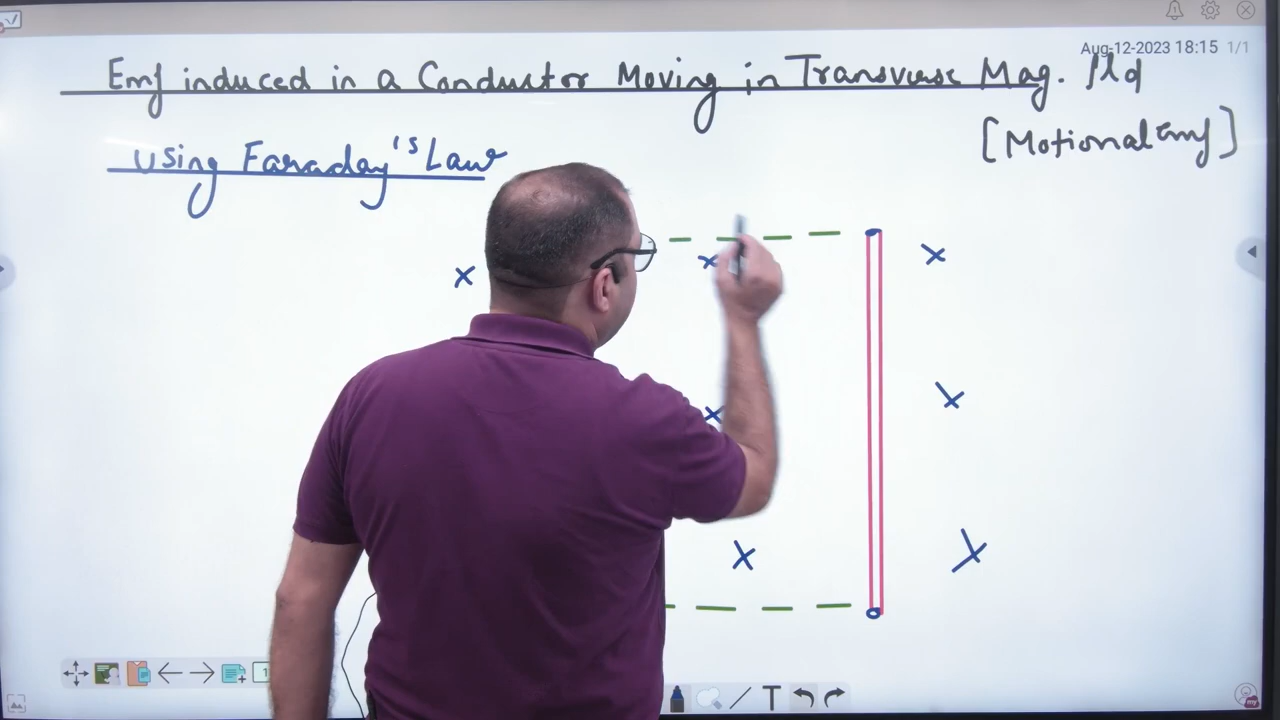 Aug-12-2023 18:15 1/1
Emf induced in a Conductor Moving in Transverse Mag.
[Motional Emf]
Using Faraday's Law
x x x
x x
x x
T